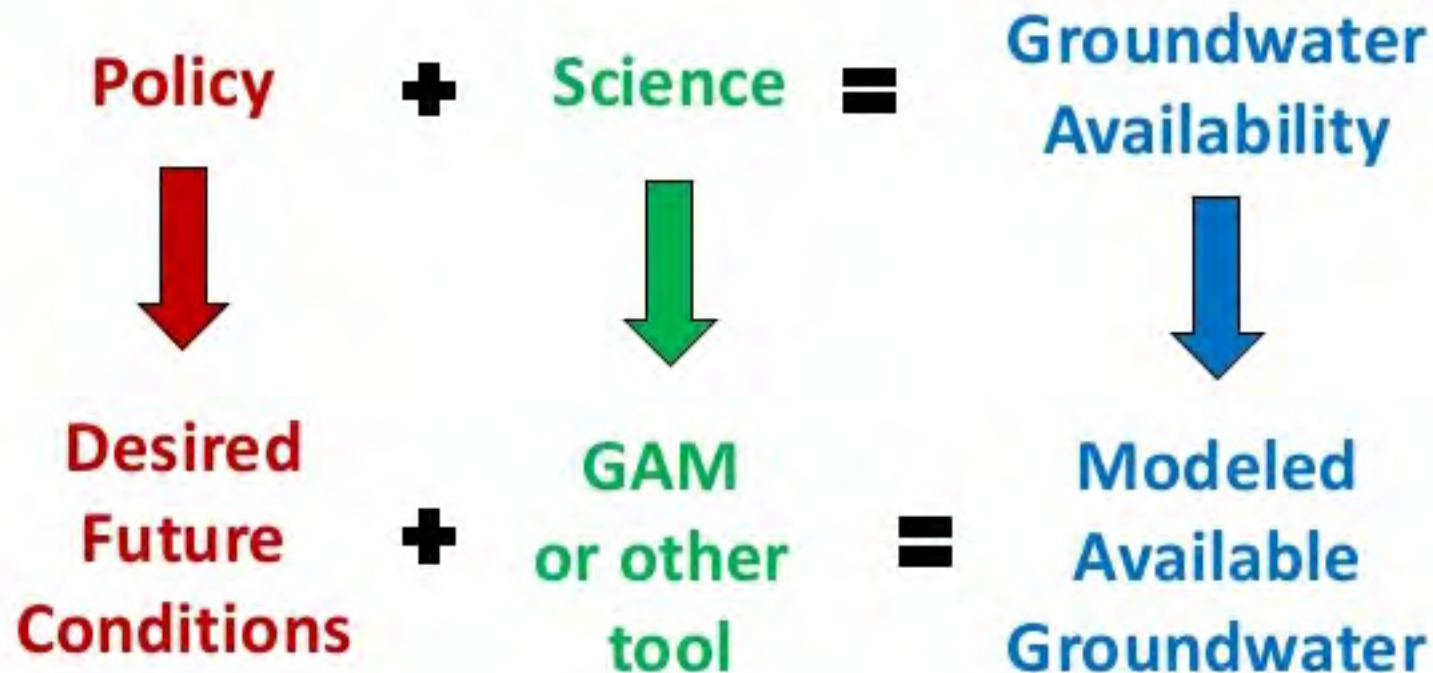 Policy + Science = Groundwater
Availability
Desired
Future
Conditions
+
GAM
or other
tool
=
Modeled
Available
Groundwater